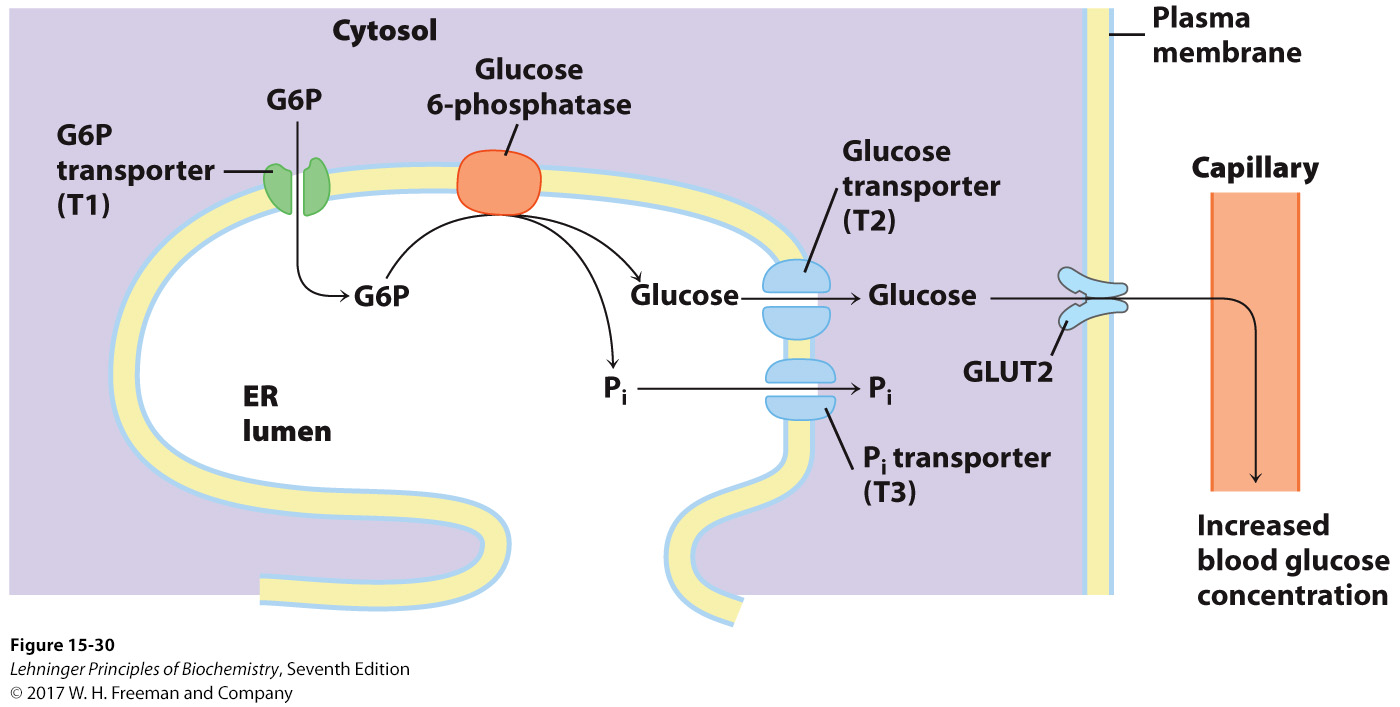 Cytosol
Plasma
membrane
Glucose
6-phosphatase
G6P
G6P
transporter
(T1)
Glucose
transporter
(T2)
Capillary
G6P
Glucose
Glucose
GLUT2
Pi
Pi
ER
lumen
Pi transporter
(T3)
Increased
blood glucose
concentration
Figure 15-30
Lehninger Principles of Biochemistry, Seventh Edition
© 2017 W. H. Freeman and Company